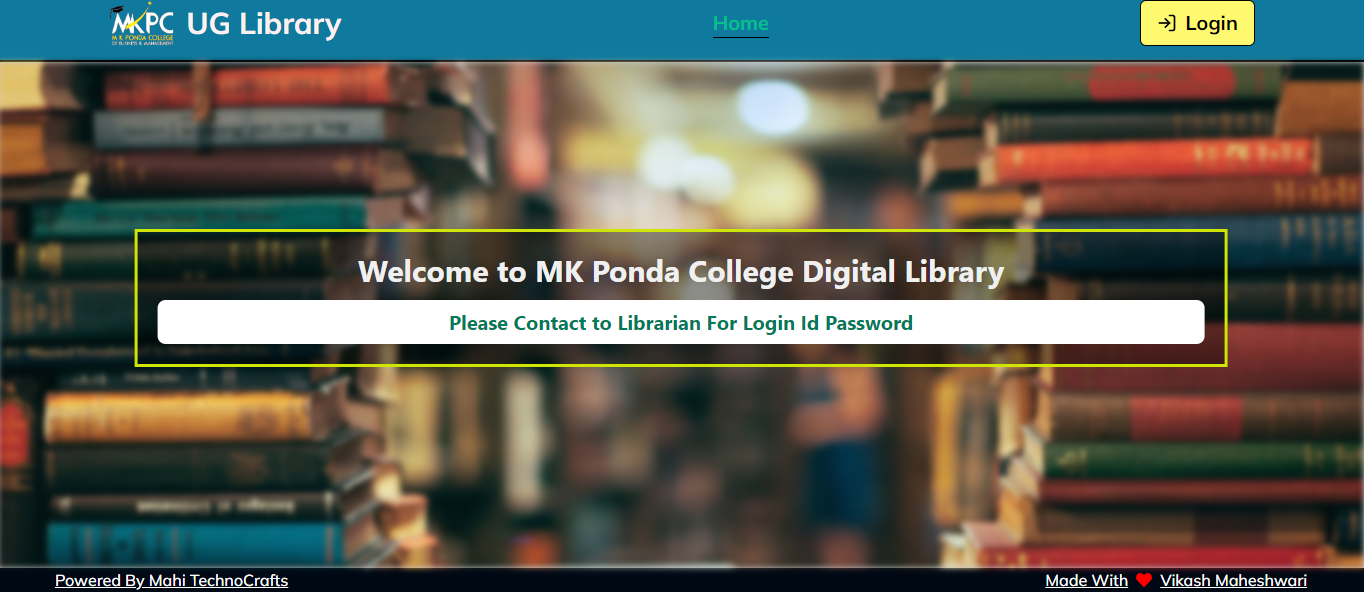 MKPC
M K PONDA COLLEGE
OF BUSINESS & MANAGEMENT
UG Library
Home
Login
Welcome to MK Ponda College Digital Library
Please Contact to Librarian For Login Id Password
Powered By Mahi TechnoCrafts
Made With ❤ Vikash Maheshwari